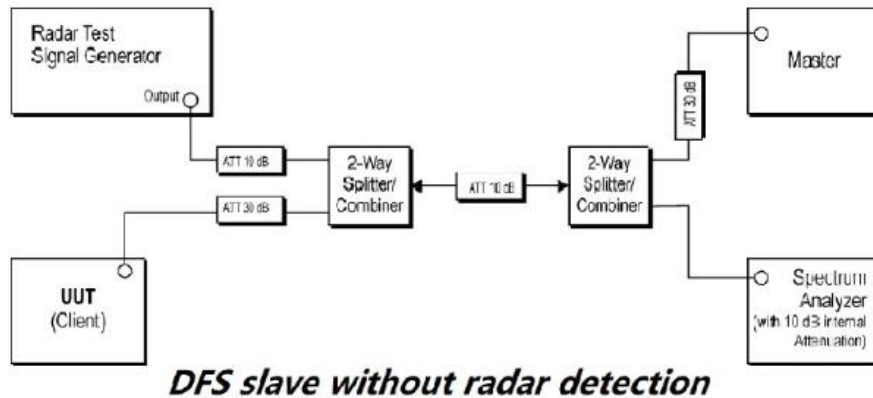 Radar Test
Signal Generator
Output
ATT 10 dB
ATT 30 dB
2-Way
Splitter/
Combiner
ATT 10 dB
2-Way
Splitter/
Combiner
ATT 30 dB
Master
UUT
(Client)
Spectrum
Analyzer
(with 10 dB internal
Attenuation)
DFS slave without radar detection